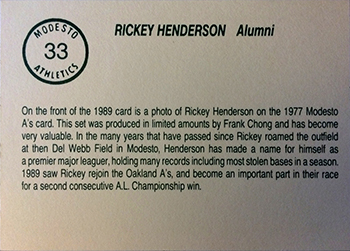 MODESTO
33
ATHLETICS
RICKEY HENDERSON Alumni
On the front of the 1989 card is a photo of Rickey Henderson on the 1977 Modesto
A's card. This set was produced in limited amounts by Frank Chong and has become
very valuable. In the many years that have passed since Rickey roamed the outfield
at then Del Webb Field in Modesto, Henderson has made a name for himself as
a premier major leaguer, holding many records including most stolen bases in a season.
1989 saw Rickey rejoin the Oakland A's, and become an important part in their race
for a second consecutive A.L. Championship win.